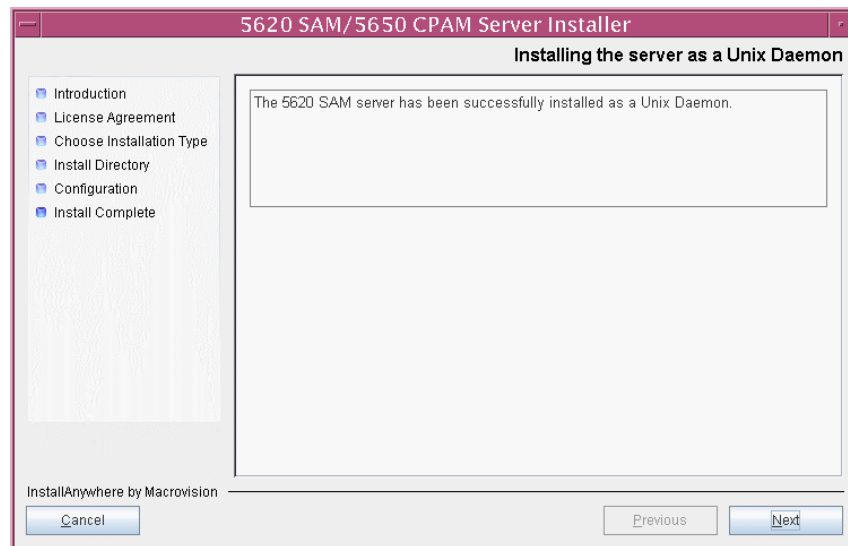 5620 SAM/5650 CPAM Server Installer
Installing the server as a Unix Daemon
Introduction
License Agreement
Choose Installation Type
Install Directory
Configuration
Install Complete
The 5620 SAM server has been successfully installed as a Unix Daemon.
InstallAnywhere by Macrovision
Cancel
Previous
Next